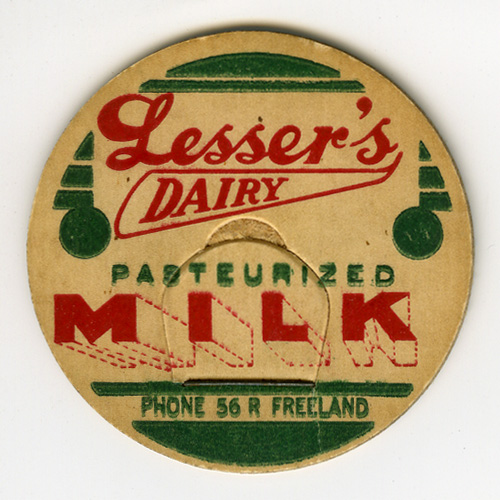 Lesser's
DAIRY
PASTEURIZED
MILK
PHONE 56 R FREELAND